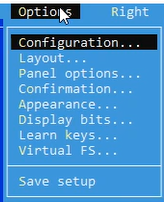 Options Right
Configuration...
Layout...
Panel options...
Confirmation...
Appearance...
Display bits...
Learn keys...
Virtual FS...
Save setup